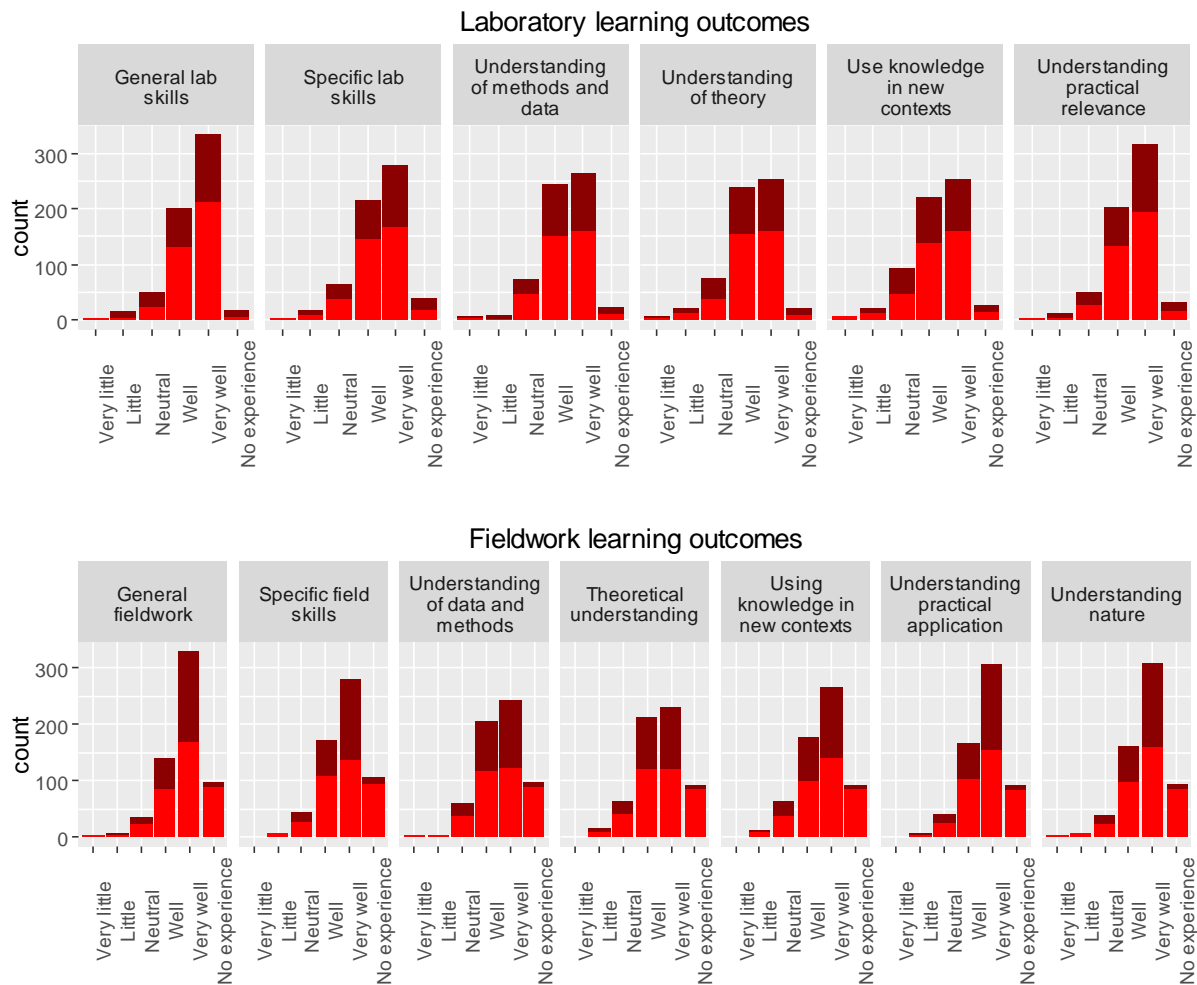 Laboratory learning outcomes
General lab
skills
Specific lab
skills
Understanding
of methods and
data
Understanding
of theory
Use knowledge
in new
contexts
Understanding
practical
relevance
count
300
200
100
0
Very little
Little
Neutral
Well
Very well
No experience
Very little
Little
Neutral
Well
Very well
No experience
Very little
Little
Neutral
Well
Very well
No experience
Very little
Little
Neutral
Well
Very well
No experience
Very little
Little
Neutral
Well
Very well
No experience
Very little
Little
Neutral
Well
Very well
No experience
Fieldwork learning outcomes
General
fieldwork
Specific field
skills
Understanding
of data and
methods
Theoretical
understanding
Using
knowledge in
new contexts
Understanding
practical
application
Understanding
nature
count
300
200
100
0
Very little
Little
Neutral
Well
Very well
No experience
Very little
Little
Neutral
Well
Very well
No experience
Very little
Little
Neutral
Well
Very well
No experience
Very little
Little
Neutral
Well
Very well
No experience
Very little
Little
Neutral
Well
Very well
No experience
Very little
Little
Neutral
Well
Very well
No experience
Very little
Little
Neutral
Well
Very well
No experience